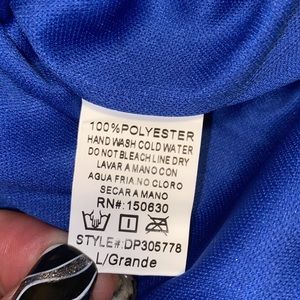 100%POLYESTER
HAND WASH COLD WATER
DO NOT BLEACH LINE DRY
LAVAR A MANO CON
AGUA FRIA.NO CLORO
SECAR A MANO
RN#:150830
STYLE#:DP305778
L/Grande